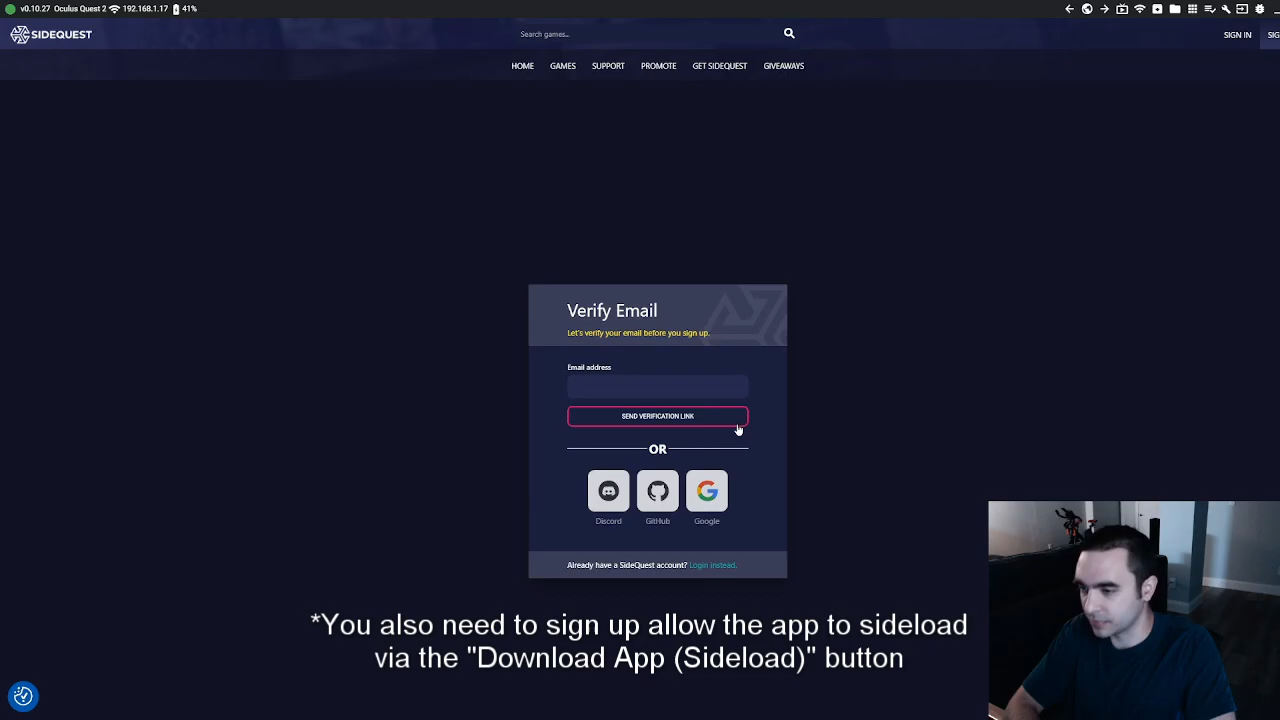 v0.10.27 Oculus Quest 2 192.168.1.17 41%
SIDEQUEST
Search games...
SIGN IN
SIG
HOME GAMES SUPPORT PROMOTE GET SIDEQUEST GIVEAWAYS
Verify Email
Let's verify your email before you sign up.
Email address
SEND VERIFICATION LINK
OR
Discord GitHub Google
Already have a SideQuest account? Login instead.
*You also need to sign up allow the app to sideload
via the "Download App (Sideload)" button